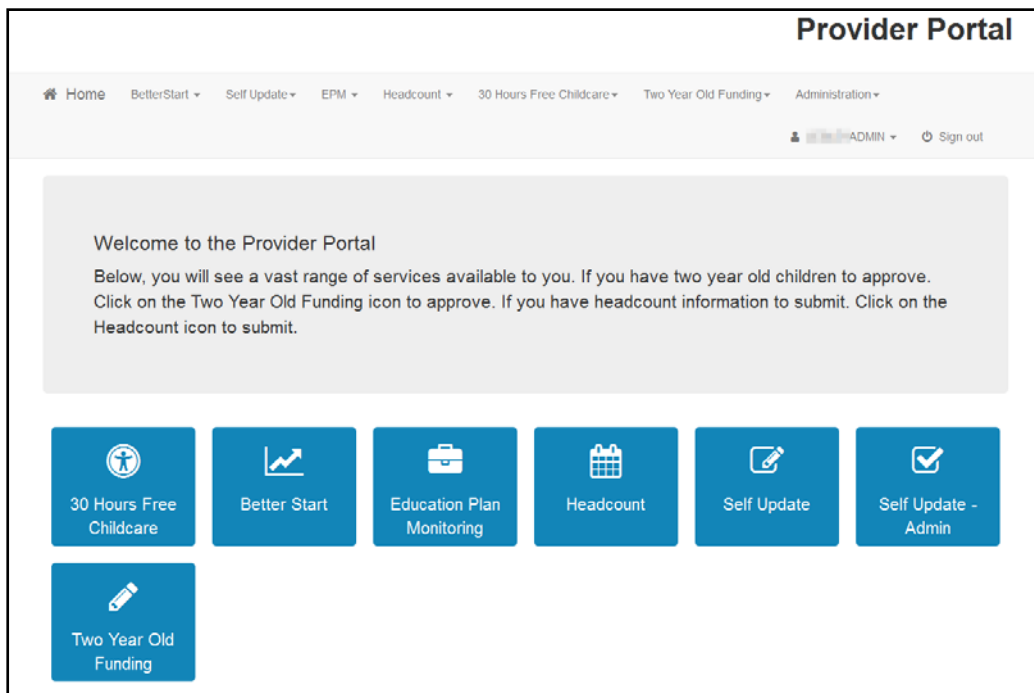 Provider Portal
Home BetterStart Self Update EPM Headcount 30 Hours Free Childcare Two Year Old Funding Administration
ADMIN Sign out
Welcome to the Provider Portal
Below, you will see a vast range of services available to you. If you have two year old children to approve.
Click on the Two Year Old Funding icon to approve. If you have headcount information to submit. Click on the
Headcount icon to submit.
30 Hours Free
Childcare
Better Start
Education Plan
Monitoring
Headcount
Self Update
Self Update -
Admin
Two Year Old
Funding